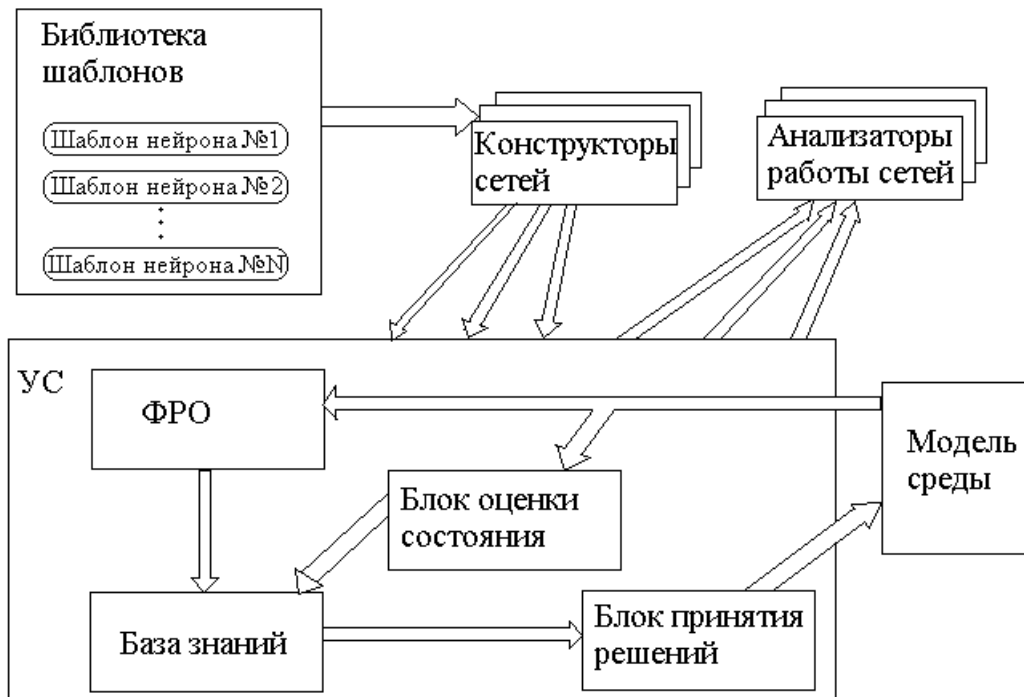 Библиотека
шаблонов
Шаблон нейрона №1
Шаблон нейрона №2
Шаблон нейрона №N
Конструкторы
сетей
Анализаторы
работы сетей
УС
ФРО
Блок оценки
состояния
База знаний
Блок принятия
решений
Модель
среды